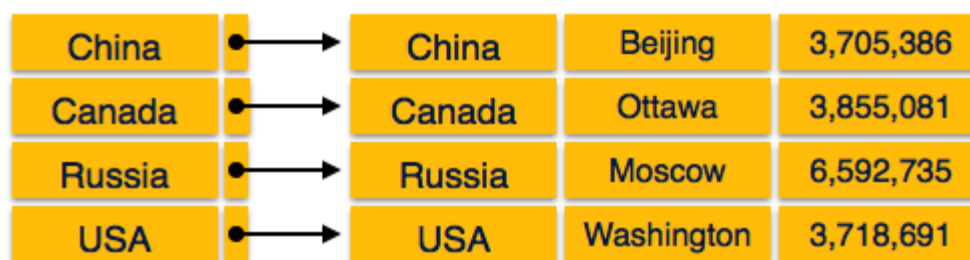 China China Beijing 3,705,386
Canada Canada Ottawa 3,855,081
Russia Russia Moscow 6,592,735
USA USA Washington 3,718,691